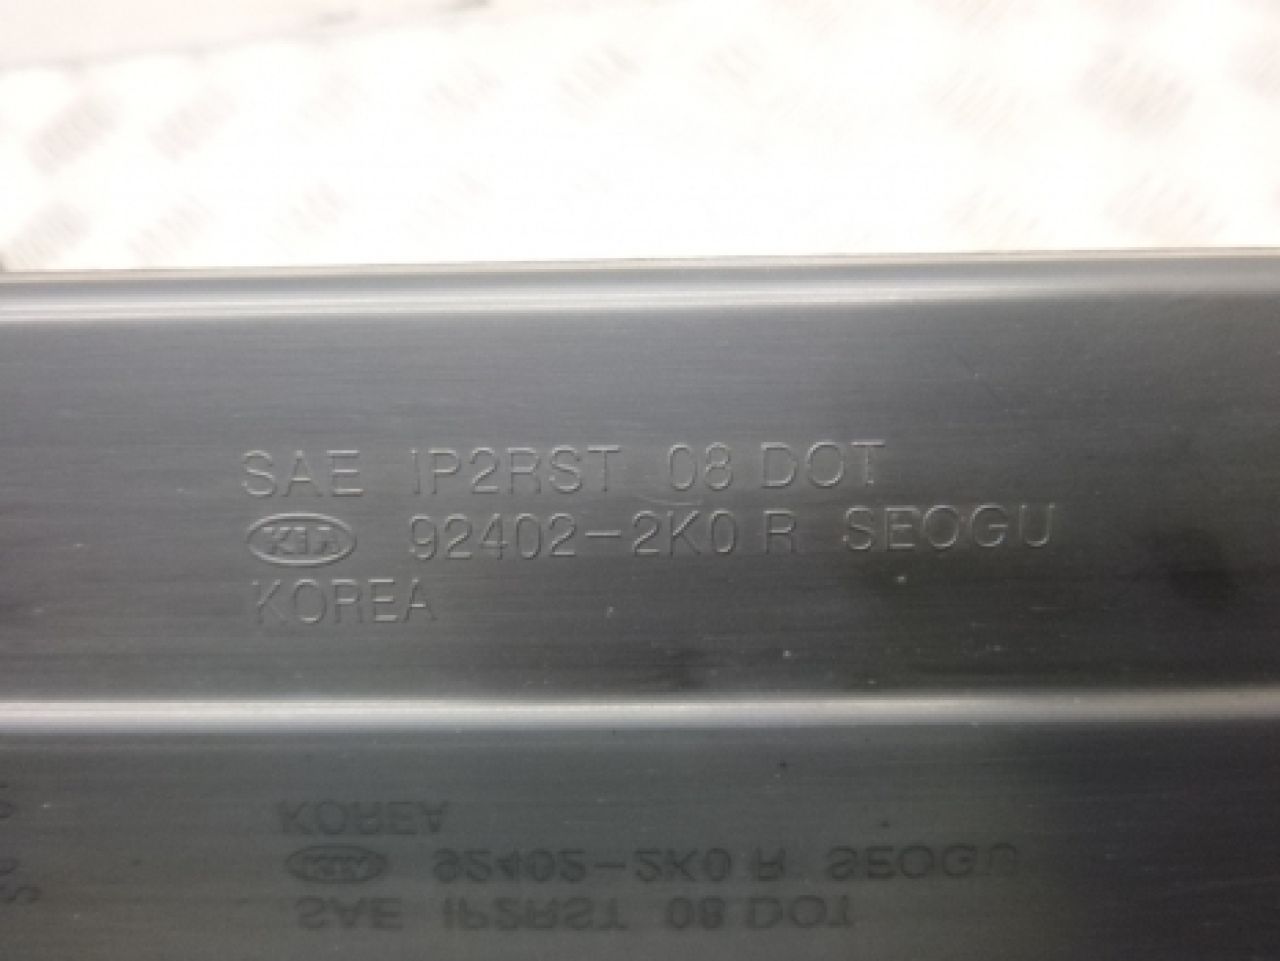 SAE IP2RST 08 DOT
KIA 92402-2K0 R SEOGU
KOREA
KOREA
KIA 92402-2K0 R SEOGU
SAE IP2RST 08 DOT